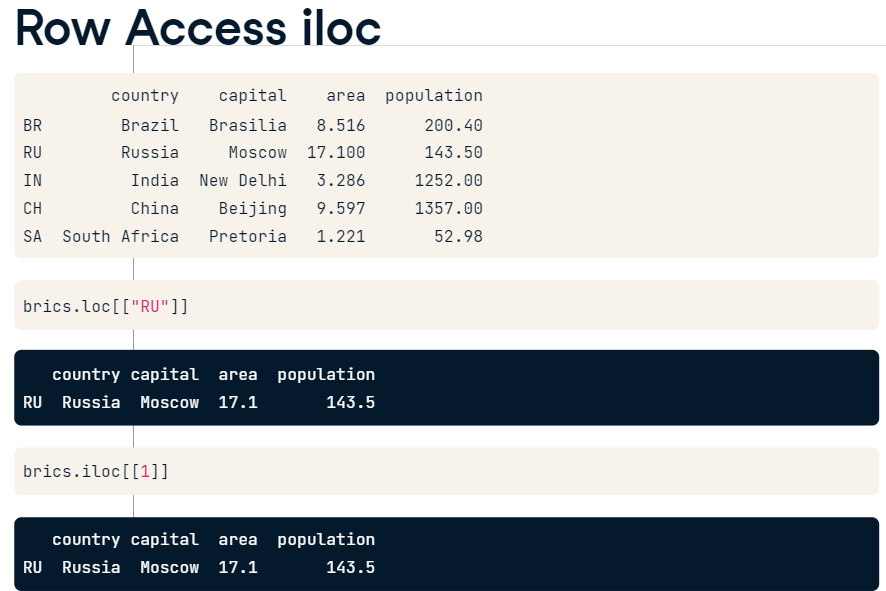 Row Access iloc
         country    capital    area  population
BR        Brazil   Brasilia   8.516      200.40
RU        Russia     Moscow  17.100      143.50
IN         India  New Delhi   3.286     1252.00
CH         China    Beijing   9.597     1357.00
SA  South Africa   Pretoria   1.221       52.98
brics.loc[["RU"]]
   country capital  area  population
RU  Russia  Moscow  17.1       143.5
brics.iloc[[1]]
   country capital  area  population
RU  Russia  Moscow  17.1       143.5